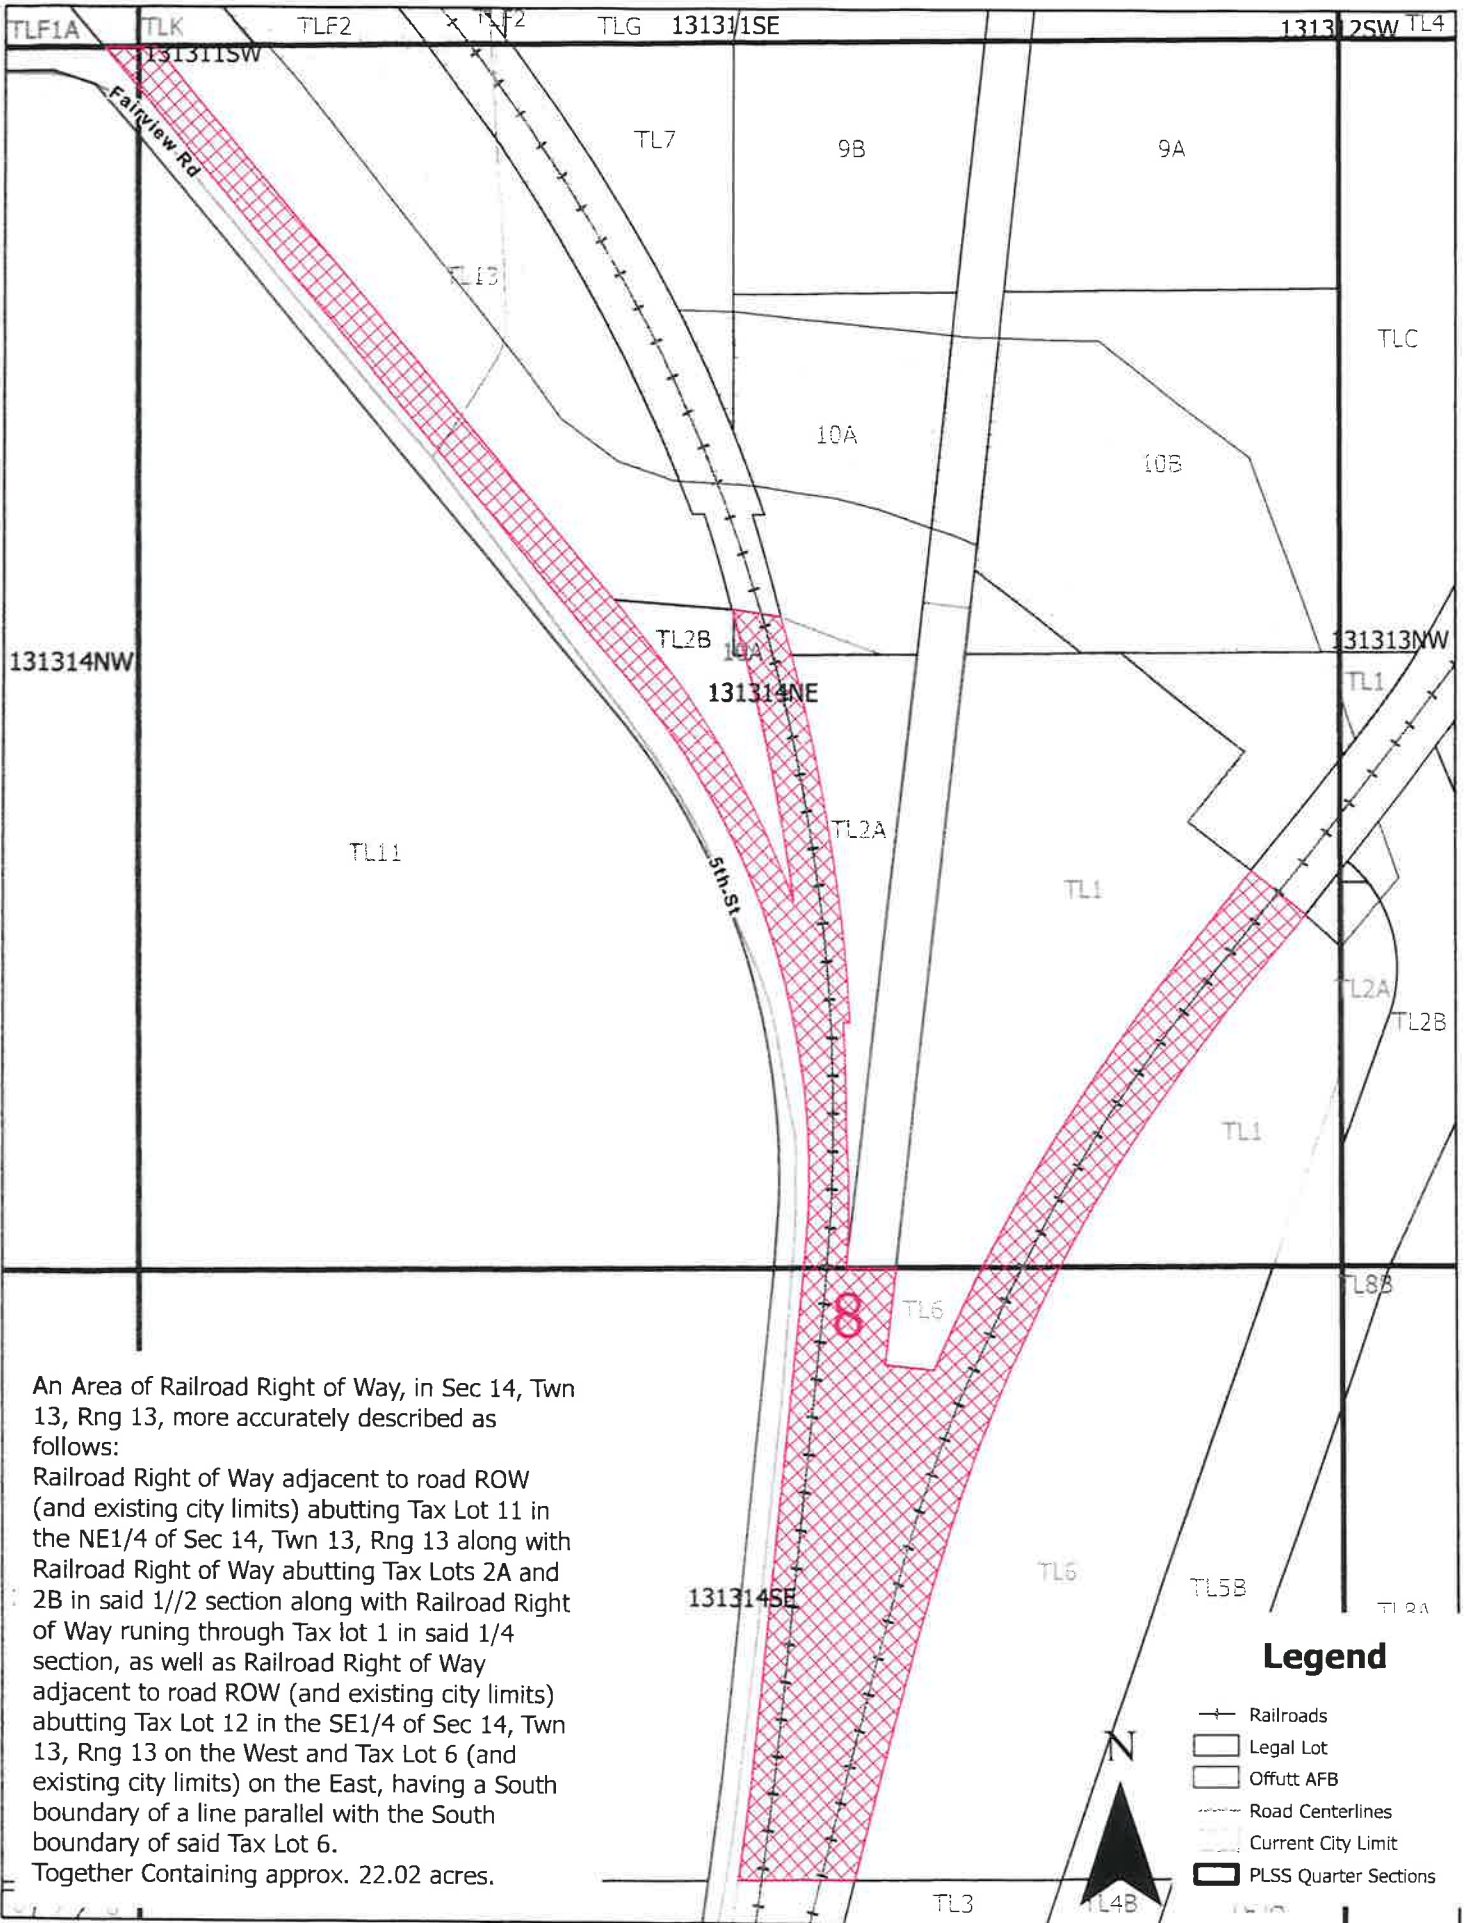 TLF1A
TLK
TLF2
TLF2
TLG
131311SE
131312SW
TL4
131311SW
Fairview Rd
TL7
9B
9A
TL13
TLC
10A
10B
TL2B
10A
131313NW
131314NW
131314NE
TL1
TL2A
TL11
5th St
TL1
TL2A
TL2B
TL1
TL8B
8
TL6
An Area of Railroad Right of Way, in Sec 14, Twn
13, Rng 13, more accurately described as
follows:
Railroad Right of Way adjacent to road ROW
(and existing city limits) abutting Tax Lot 11 in
the NE1/4 of Sec 14, Twn 13, Rng 13 along with
Railroad Right of Way abutting Tax Lots 2A and
2B in said 1//2 section along with Railroad Right
of Way runing through Tax lot 1 in said 1/4
section, as well as Railroad Right of Way
adjacent to road ROW (and existing city limits)
abutting Tax Lot 12 in the SE1/4 of Sec 14, Twn
13, Rng 13 on the West and Tax Lot 6 (and
existing city limits) on the East, having a South
boundary of a line parallel with the South
boundary of said Tax Lot 6.
Together Containing approx. 22.02 acres.
TL6
TL5B
131314SE
TL8A
Legend
Railroads
Legal Lot
Offutt AFB
Road Centerlines
Current City Limit
PLSS Quarter Sections
N
TL3
TL4B